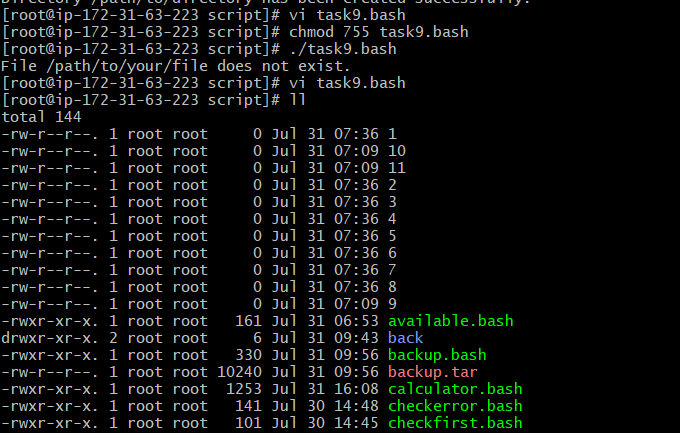 Directory /path/to/directory has been created successfully.
[root@ip-172-31-63-223 script]# vi task9.bash
[root@ip-172-31-63-223 script]# chmod 755 task9.bash
[root@ip-172-31-63-223 script]# ./task9.bash
File /path/to/your/file does not exist.
[root@ip-172-31-63-223 script]# vi task9.bash
[root@ip-172-31-63-223 script]# ll
total 144
-rw-r--r--. 1 root root     0 Jul 31 07:36 1
-rw-r--r--. 1 root root     0 Jul 31 07:09 10
-rw-r--r--. 1 root root     0 Jul 31 07:09 11
-rw-r--r--. 1 root root     0 Jul 31 07:36 2
-rw-r--r--. 1 root root     0 Jul 31 07:36 3
-rw-r--r--. 1 root root     0 Jul 31 07:36 4
-rw-r--r--. 1 root root     0 Jul 31 07:36 5
-rw-r--r--. 1 root root     0 Jul 31 07:36 6
-rw-r--r--. 1 root root     0 Jul 31 07:36 7
-rw-r--r--. 1 root root     0 Jul 31 07:36 8
-rw-r--r--. 1 root root     0 Jul 31 07:09 9
-rwxr-xr-x. 1 root root   161 Jul 31 06:53 available.bash
drwxr-xr-x. 2 root root     6 Jul 31 09:43 back
-rwxr-xr-x. 1 root root   330 Jul 31 09:56 backup.bash
-rw-r--r--. 1 root root 10240 Jul 31 09:56 backup.tar
-rwxr-xr-x. 1 root root  1253 Jul 31 16:08 calculator.bash
-rwxr-xr-x. 1 root root   141 Jul 30 14:48 checkerror.bash
-rwxr-xr-x. 1 root root   101 Jul 30 14:45 checkfirst.bash